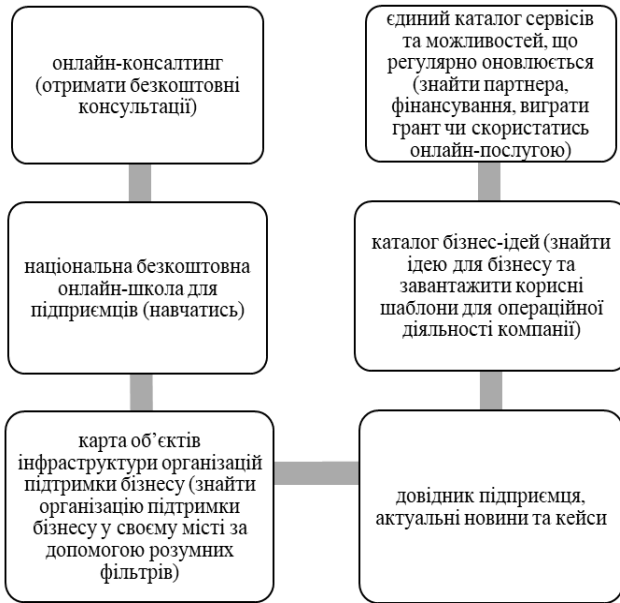 онлайн-консалтинг
(отримати безкоштовні
консультації)
національна безкоштовна
онлайн-школа для
підприємців (навчатись)
карта об’єктів
інфраструктури організацій
підтримки бізнесу (знайти
організацію підтримки
бізнесу у своєму місті за
допомогою розумних
фільтрів)
довідник підприємця,
актуальні новини та кейси
каталог бізнес-ідей (знайти
ідею для бізнесу та
завантажити корисні
шаблони для операційної
діяльності компанії)
єдиний каталог сервісів
та можливостей, що
регулярно оновлюється
(знайти партнера,
фінансування, виграти
грант чи скористатись
онлайн-послугою)